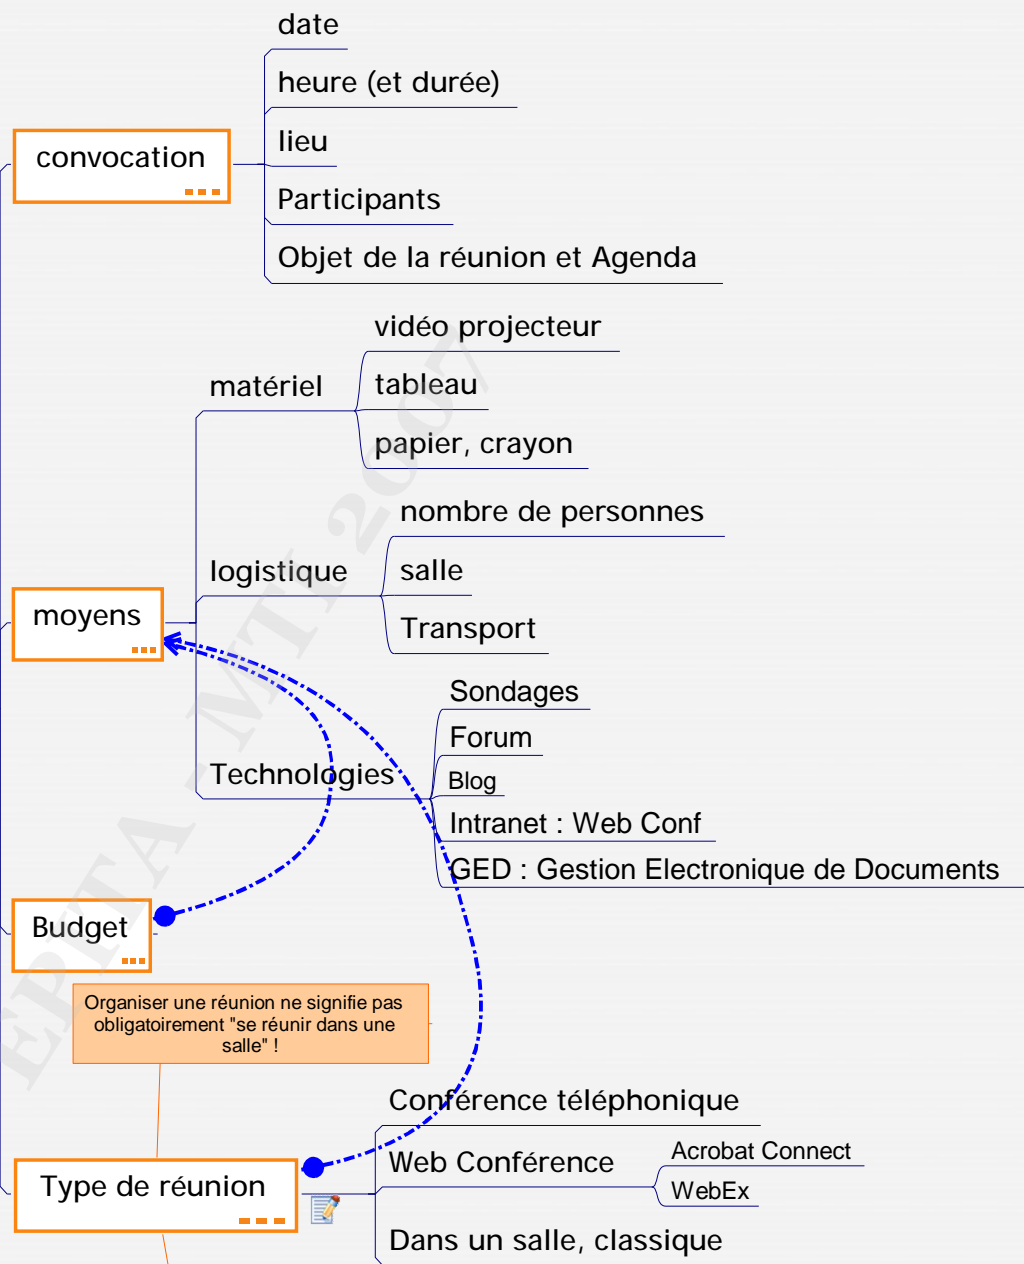 date
heure (et durée)
convocation
lieu
Participants
Objet de la réunion et Agenda
vidéo projecteur
matériel
tableau
papier, crayon
nombre de personnes
logistique
salle
moyens
Transport
Sondages
Forum
Technologies
Blog
Intranet : Web Conf
GED : Gestion Electronique de Documents
Budget
Organiser une réunion ne signifie pas
obligatoirement "se réunir dans une
salle" !
Conférence téléphonique
Type de réunion
Web Conférence
Acrobat Connect
WebEx
Dans un salle, classique
EPITA - MTI 2007